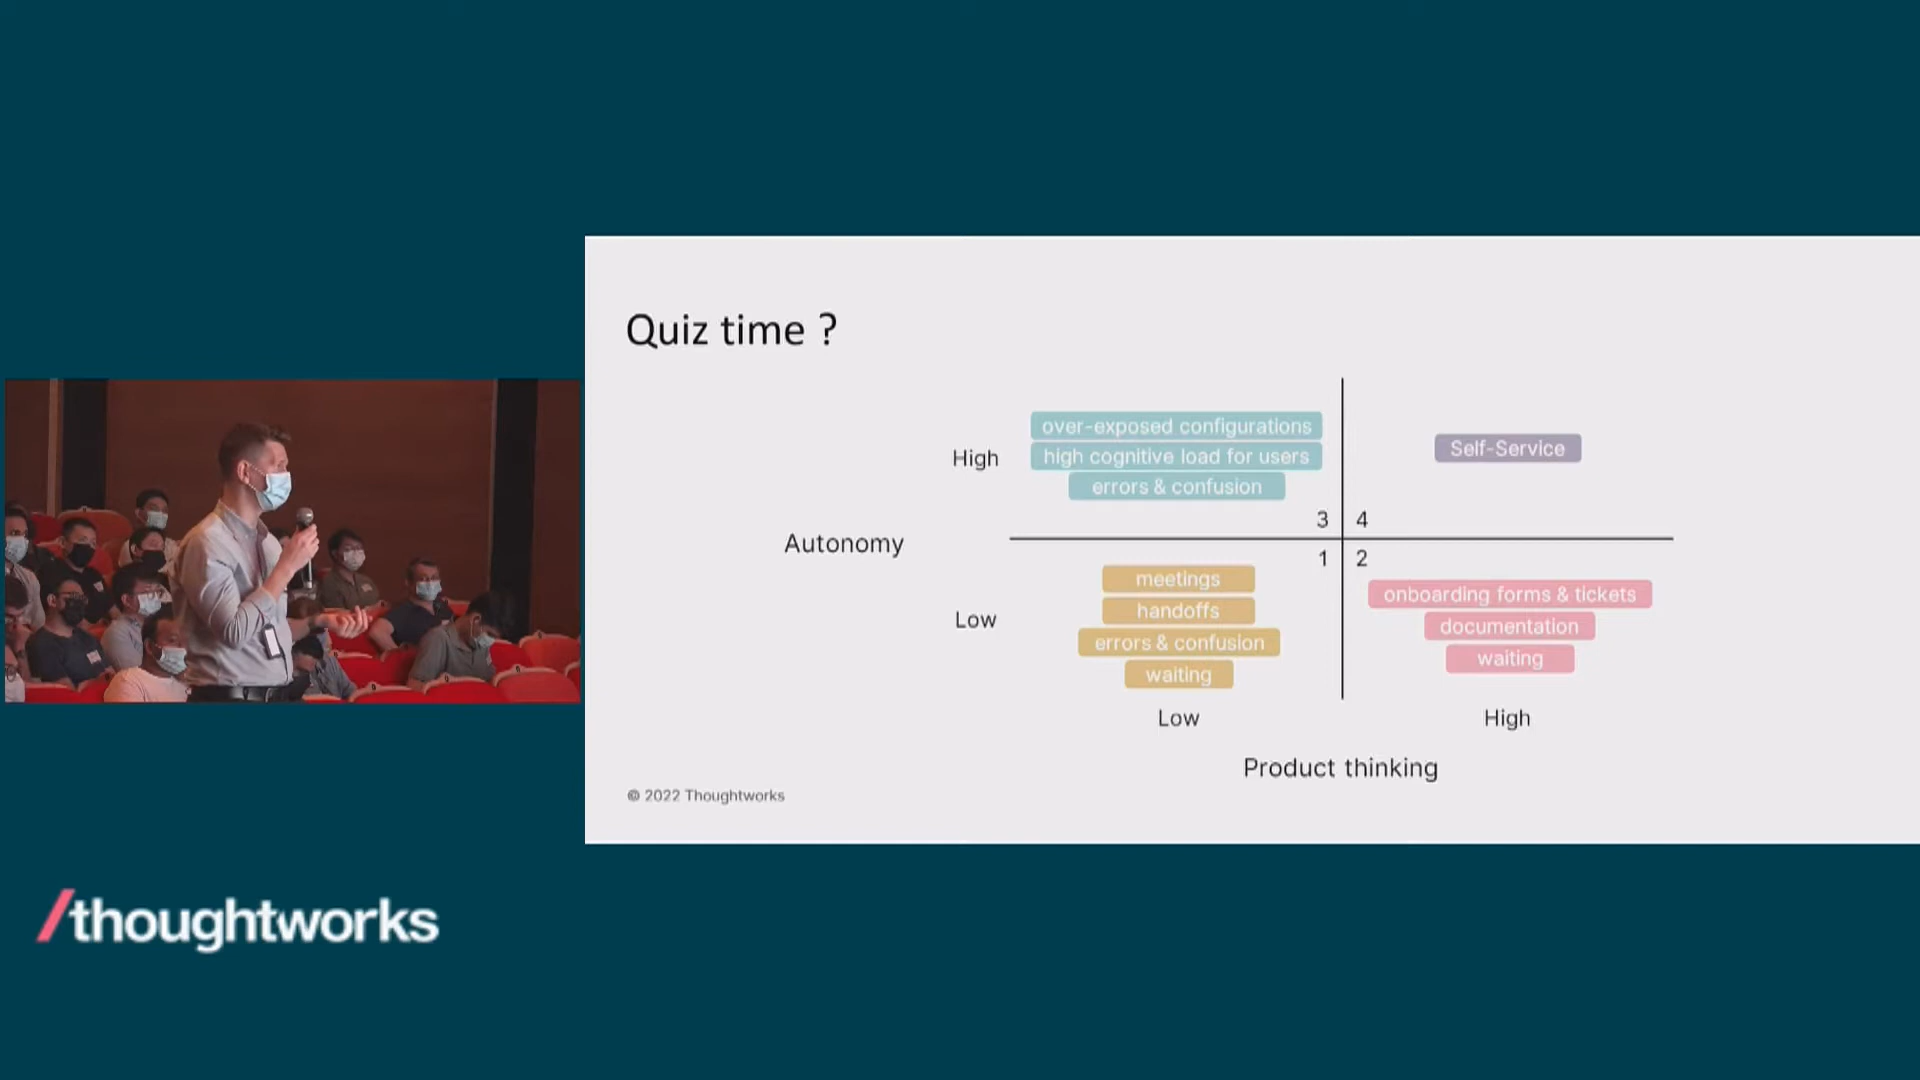 Quiz time ?
over-exposed configurations
high cognitive load for users
errors & confusion
Self-Service
High
3 4
Autonomy
1 2
meetings
handoffs
errors & confusion
waiting
onboarding forms & tickets
documentation
waiting
Low
Low High
Product thinking
© 2022 Thoughtworks
/thoughtworks